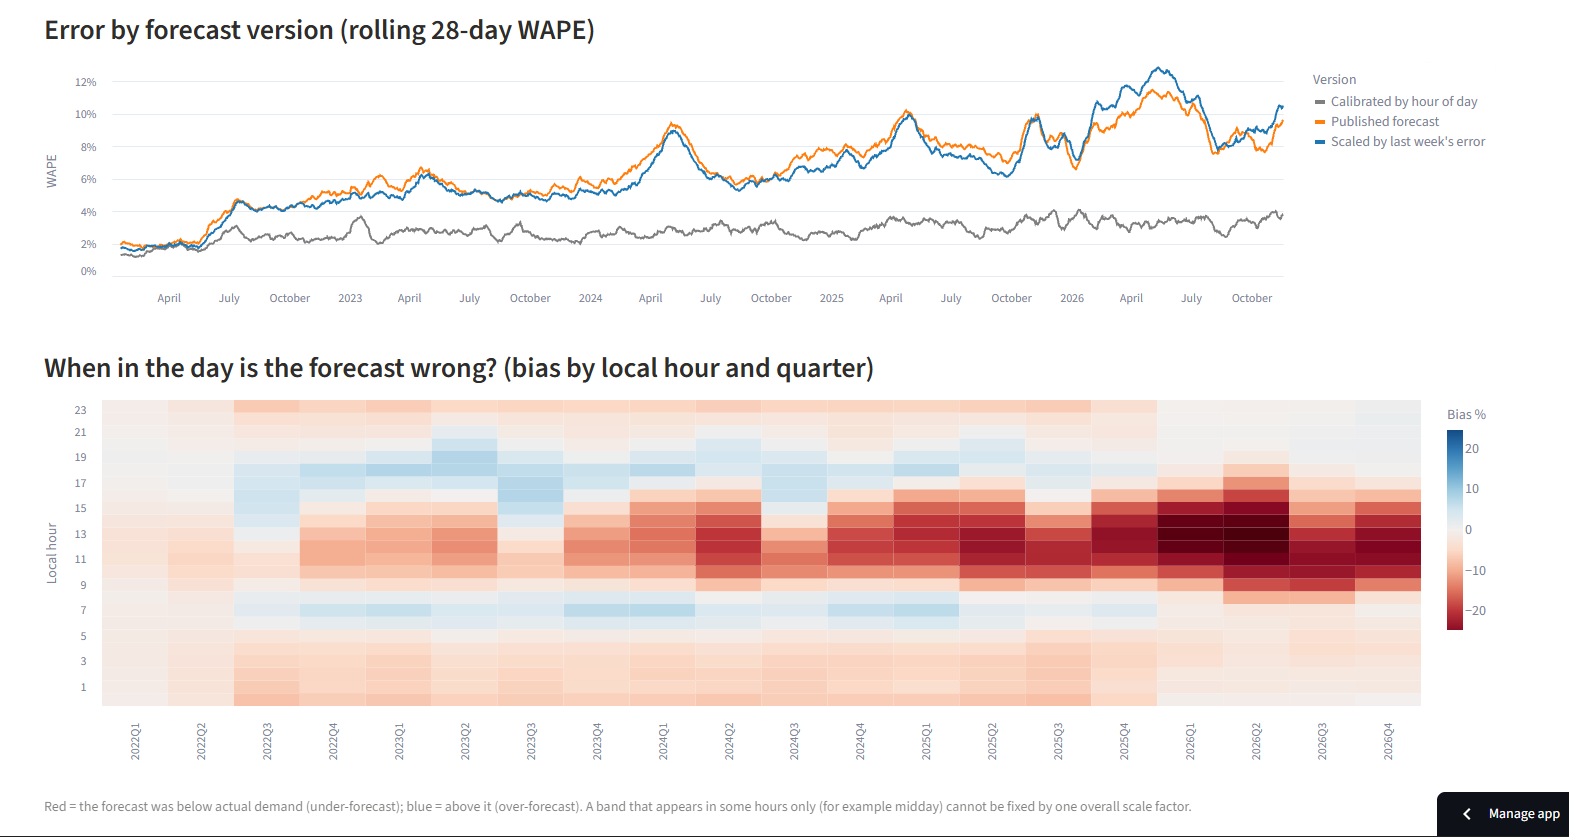 Error by forecast version (rolling 28-day WAPE)
WAPE
12%
10%
8%
6%
4%
2%
0%
April July October 2023 April July October 2024 April July October 2025 April July October 2026 April July October
Version
Calibrated by hour of day
Published forecast
Scaled by last week's error
When in the day is the forecast wrong? (bias by local hour and quarter)
Local hour
23
21
19
17
15
13
11
9
7
5
3
1
2022Q1 2022Q2 2022Q3 2022Q4 2023Q1 2023Q2 2023Q3 2023Q4 2024Q1 2024Q2 2024Q3 2024Q4 2025Q1 2025Q2 2025Q3 2025Q4 2026Q1 2026Q2 2026Q3 2026Q4
Bias %
20
10
0
−10
−20
Red = the forecast was below actual demand (under-forecast); blue = above it (over-forecast). A band that appears in some hours only (for example midday) cannot be fixed by one overall scale factor.
Manage app